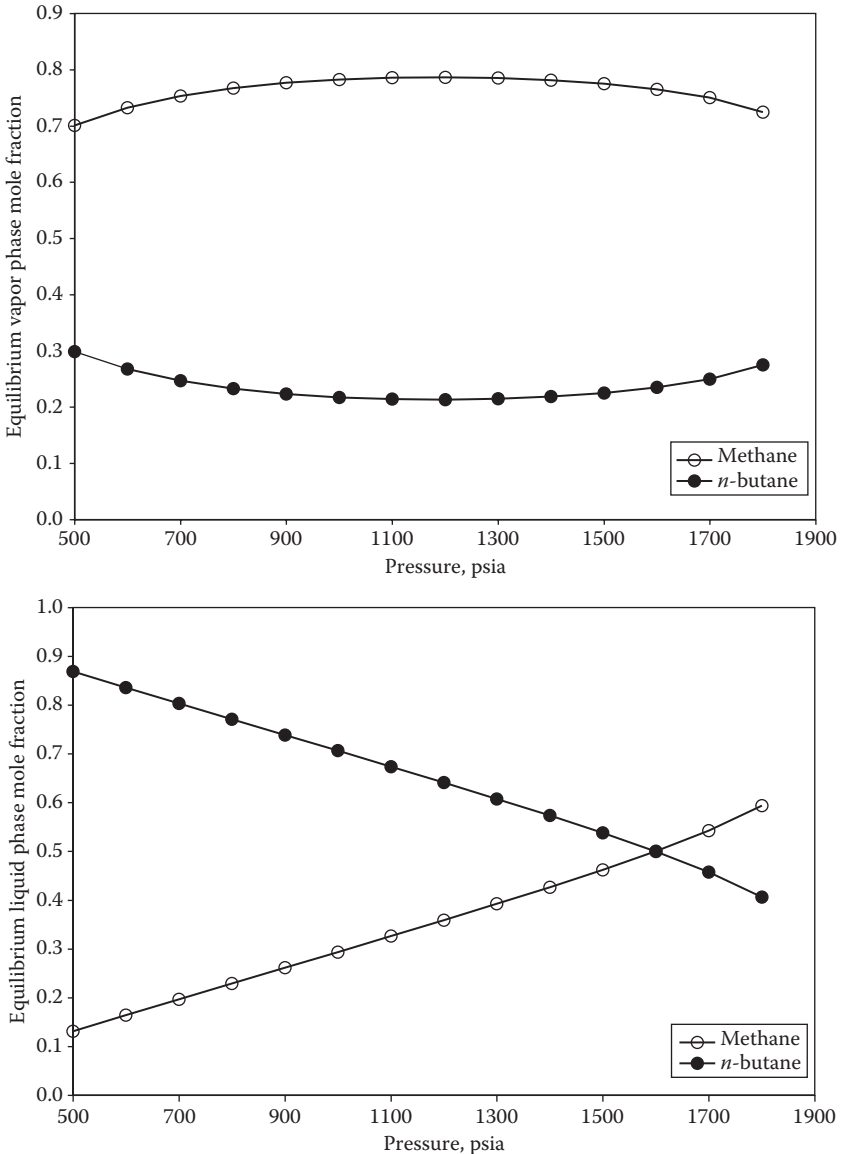 Equilibrium vapor phase mole fraction
0.9
0.8
0.7
0.6
0.5
0.4
0.3
0.2
0.1
0.0
Methane
n-butane
500 700 900 1100 1300 1500 1700 1900
Pressure, psia
Equilibrium liquid phase mole fraction
1.0
0.9
0.8
0.7
0.6
0.5
0.4
0.3
0.2
0.1
0.0
Methane
n-butane
500 700 900 1100 1300 1500 1700 1900
Pressure, psia